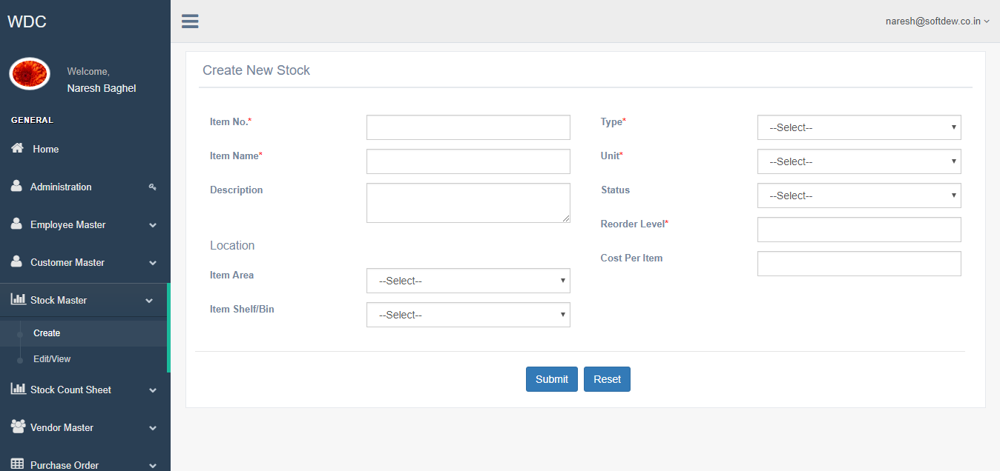 WDC
naresh@softdew.co.in
Welcome,
Naresh Baghel
GENERAL
Home
Administration
Employee Master
Customer Master
Stock Master
Create
Edit/View
Stock Count Sheet
Vendor Master
Purchase Order
Create New Stock
Item No.*
Item Name*
Description
Location
Item Area
--Select--
Item Shelf/Bin
--Select--
Type*
--Select--
Unit*
--Select--
Status
--Select--
Reorder Level*
Cost Per Item
Submit
Reset